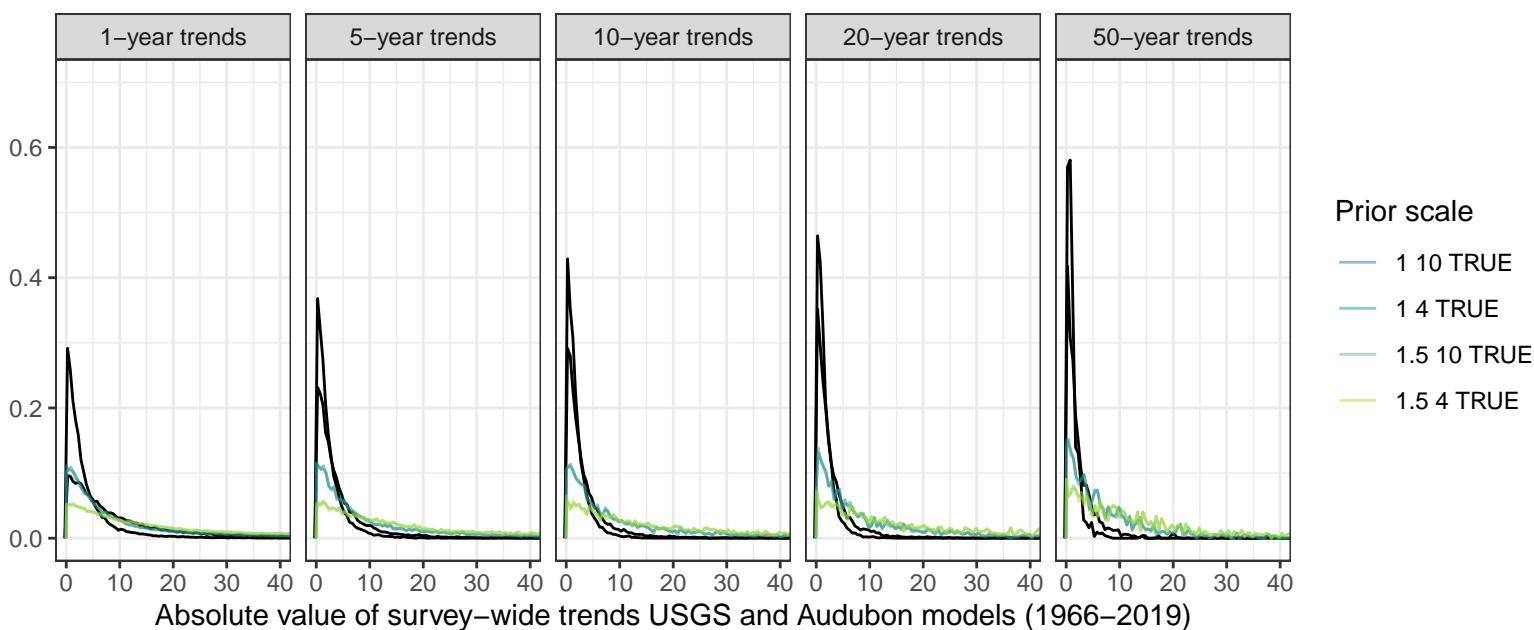 1−year trends 5−year trends 10−year trends 20−year trends 50−year trends
0.6
0.4
0.2
0.0
0 10 20 30 40 0 10 20 30 40 0 10 20 30 40 0 10 20 30 40 0 10 20 30 40
Absolute value of survey−wide trends USGS and Audubon models (1966−2019)
Prior scale
1 10 TRUE
1 4 TRUE
1.5 10 TRUE
1.5 4 TRUE